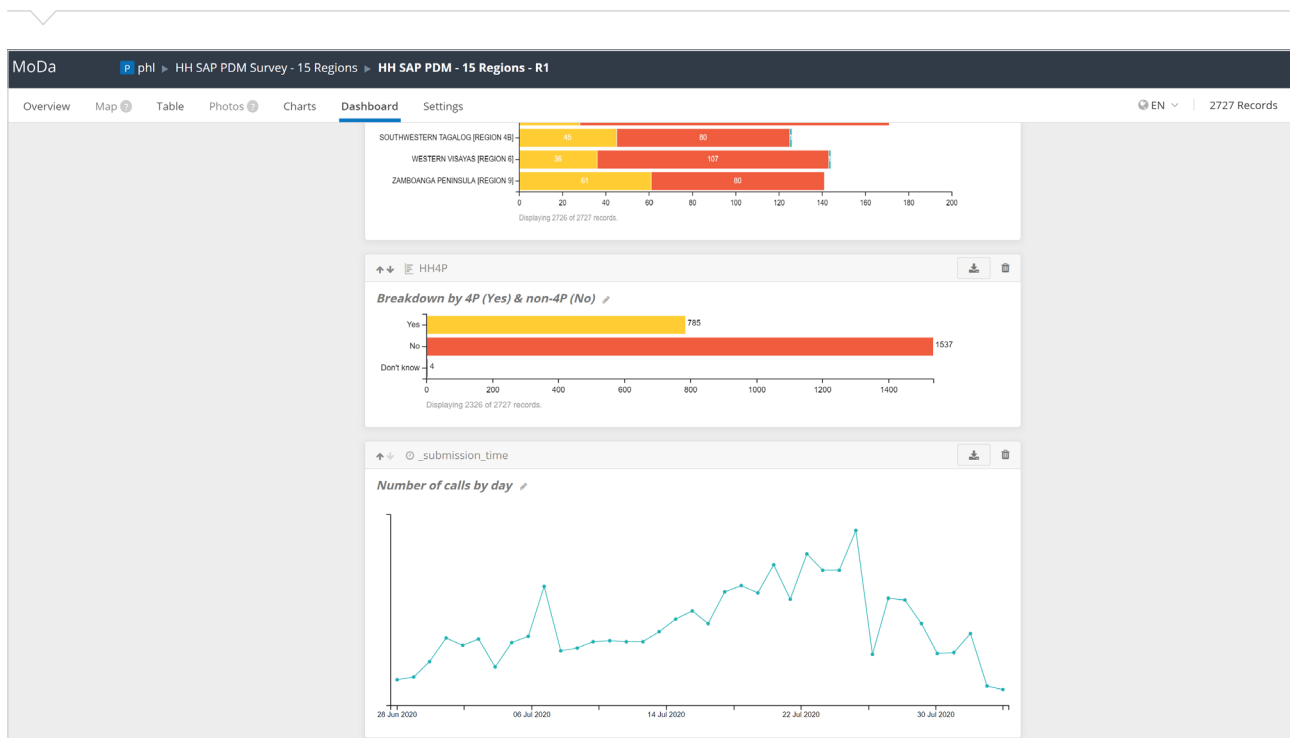 MoDa P phl ▸ HH SAP PDM Survey - 15 Regions ▸ HH SAP PDM - 15 Regions - R1
Overview Map ? Table Photos ? Charts Dashboard Settings EN 2727 Records
SOUTHWESTERN TAGALOG [REGION 4B] 45 80
WESTERN VISAYAS [REGION 6] 36 107
ZAMBOANGA PENINSULA [REGION 9] 61 80
0 20 40 60 80 100 120 140 160 180 200
Displaying 2726 of 2727 records.
HH4P
Breakdown by 4P (Yes) & non-4P (No)
Yes 785
No 1537
Don't know 4
0 200 400 600 800 1000 1200 1400
Displaying 2326 of 2727 records.
_submission_time
Number of calls by day
28 Jun 2020 06 Jul 2020 14 Jul 2020 22 Jul 2020 30 Jul 2020